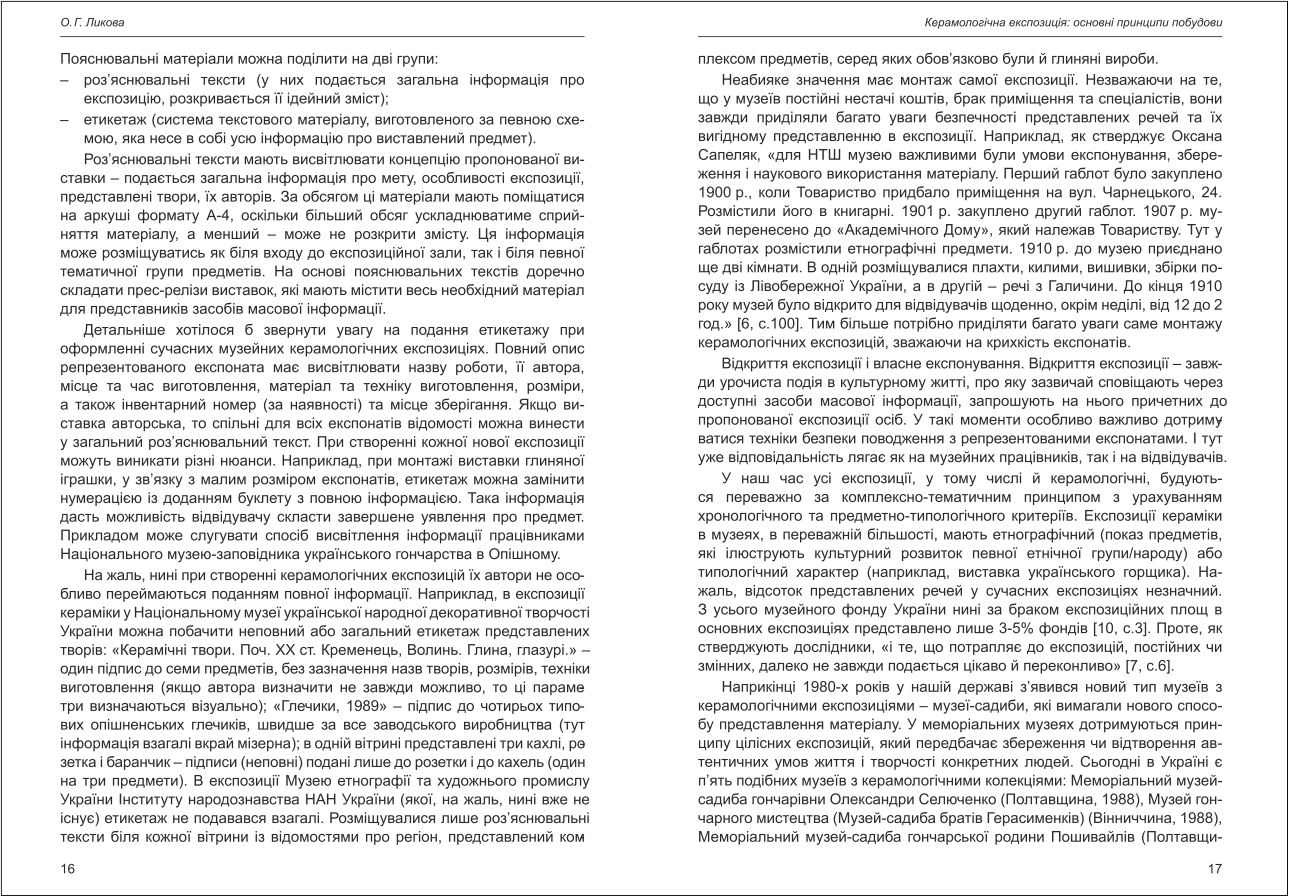 О. Г. Ликова
Пояснювальні матеріали можна поділити на дві групи:
– роз’яснювальні тексти (у них подається загальна інформація про
експозицію, розкривається її ідейний зміст);
– етикетаж (система текстового матеріалу, виготовленого за певною схе-
мою, яка несе в собі усю інформацію про виставлений предмет).
Роз’яснювальні тексти мають висвітлювати концепцію пропонованої ви-
ставки – подається загальна інформація про мету, особливості експозиції,
представлені твори, їх авторів. За обсягом ці матеріали мають поміщатися
на аркуші формату А-4, оскільки більший обсяг ускладнюватиме сприй-
няття матеріалу, а менший – може не розкрити змісту. Ця інформація
може розміщуватись як біля входу до експозиційної зали, так і біля певної
тематичної групи предметів. На основі пояснювальних текстів доречно
складати прес-релізи виставок, які мають містити весь необхідний матеріал
для представників засобів масової інформації.
Детальніше хотілося б звернути увагу на подання етикетажу при
оформленні сучасних музейних керамологічних експозиціях. Повний опис
репрезентованого експоната має висвітлювати назву роботи, її автора,
місце та час виготовлення, матеріал та техніку виготовлення, розміри,
а також інвентарний номер (за наявності) та місце зберігання. Якщо ви-
ставка авторська, то спільні для всіх експонатів відомості можна винести
у загальний роз’яснювальний текст. При створенні кожної нової експозиції
можуть виникати різні нюанси. Наприклад, при монтажі виставки глиняної
іграшки, у зв’язку з малим розміром експонатів, етикетаж можна замінити
нумерацією із доданням буклету з повною інформацією. Така інформація
дасть можливість відвідувачу скласти завершене уявлення про предмет.
Прикладом може слугувати спосіб висвітлення інформації працівниками
Національного музею-заповідника українського гончарства в Опішному.
На жаль, нині при створенні керамологічних експозицій їх автори не осо-
бливо переймаються поданням повної інформації. Наприклад, в експозиції
кераміки у Національному музеї української народної декоративної творчості
України можна побачити неповний або загальний етикетаж представлених
творів: «Керамічні твори. Поч. ХХ ст. Кременець, Волинь. Глина, глазурі.» –
один підпис до семи предметів, без зазначення назв творів, розмірів, техніки
виготовлення (якщо автора визначити не завжди можливо, то ці параме-
три визначаються візуально); «Глечики, 1989» – підпис до чотирьох типо-
вих опішненських глечиків, швидше за все заводського виробництва (тут
інформація взагалі вкрай мізерна); в одній вітрині представлені три кахлі, ро-
зетка і баранчик – підписи (неповні) подані лише до розетки і до кахель (один
на три предмети). В експозиції Музею етнографії та художнього промислу
України Інституту народознавства НАН України (якої, на жаль, нині вже не
існує) етикетаж не подавався взагалі. Розміщувалися лише роз’яснювальні
тексти біля кожної вітрини із відомостями про регіон, представлений ком-
16
Керамологічна експозиція: основні принципи побудови
плексом предметів, серед яких обов’язково були й глиняні вироби.
Неабияке значення має монтаж самої експозиції. Незважаючи на те,
що у музеїв постійні нестачі коштів, брак приміщення та спеціалістів, вони
завжди приділяли багато уваги безпечності представлених речей та їх
вигідному представленню в експозиції. Наприклад, як стверджує Оксана
Сапеляк, «для НТШ музею важливими були умови експонування, збере-
ження і наукового використання матеріалу. Перший габлот було закуплено
1900 р., коли Товариство придбало приміщення на вул. Чарнецького, 24.
Розмістили його в книгарні. 1901 р. закуплено другий габлот. 1907 р. му-
зей перенесено до «Академічного Дому», який належав Товариству. Тут у
габлотах розмістили етнографічні предмети. 1910 р. до музею приєднано
ще дві кімнати. В одній розміщувалися плахти, килими, вишивки, збірки по-
суду із Лівобережної України, а в другій – речі з Галичини. До кінця 1910
року музей було відкрито для відвідувачів щоденно, окрім неділі, від 12 до 2
год.» [6, с.100]. Тим більше потрібно приділяти багато уваги саме монтажу
керамологічних експозицій, зважаючи на крихкість експонатів.
Відкриття експозиції і власне експонування. Відкриття експозиції – завж-
ди урочиста подія в культурному житті, про яку зазвичай сповіщають через
доступні засоби масової інформації, запрошують на нього причетних до
пропонованої експозиції осіб. У такі моменти особливо важливо дотриму-
ватися техніки безпеки поводження з репрезентованими експонатами. І тут
уже відповідальність лягає як на музейних працівників, так і на відвідувачів.
У наш час усі експозиції, у тому числі й керамологічні, будують-
ся переважно за комплексно-тематичним принципом з урахуванням
хронологічного та предметно-типологічного критеріїв. Експозиції кераміки
в музеях, в переважній більшості, мають етнографічний (показ предметів,
які ілюструють культурний розвиток певної етнічної групи/народу) або
типологічний характер (наприклад, виставка українського горщика). На-
жаль, відсоток представлених речей у сучасних експозиціях незначний.
З усього музейного фонду України нині за браком експозиційних площ в
основних експозиціях представлено лише 3-5% фондів [10, с.3]. Проте, як
стверджують дослідники, «і те, що потрапляє до експозицій, постійних чи
змінних, далеко не завжди подається цікаво й переконливо» [7, с.6].
Наприкінці 1980-х років у нашій державі з’явився новий тип музеїв з
керамологічними експозиціями – музеї-садиби, які вимагали нового спосо-
бу представлення матеріалу. У меморіальних музеях дотримуються прин-
ципу цілісних експозицій, який передбачає збереження чи відтворення ав-
тентичних умов життя і творчості конкретних людей. Сьогодні в Україні є
п’ять подібних музеїв з керамологічними колекціями: Меморіальний музей-
садиба гончарівни Олександри Селюченко (Полтавщина, 1988), Музей гон-
чарного мистецтва (Музей-садиба братів Герасименків) (Вінниччина, 1988),
Меморіальний музей-садиба гончарської родини Пошивайлів (Полтавщи-
17